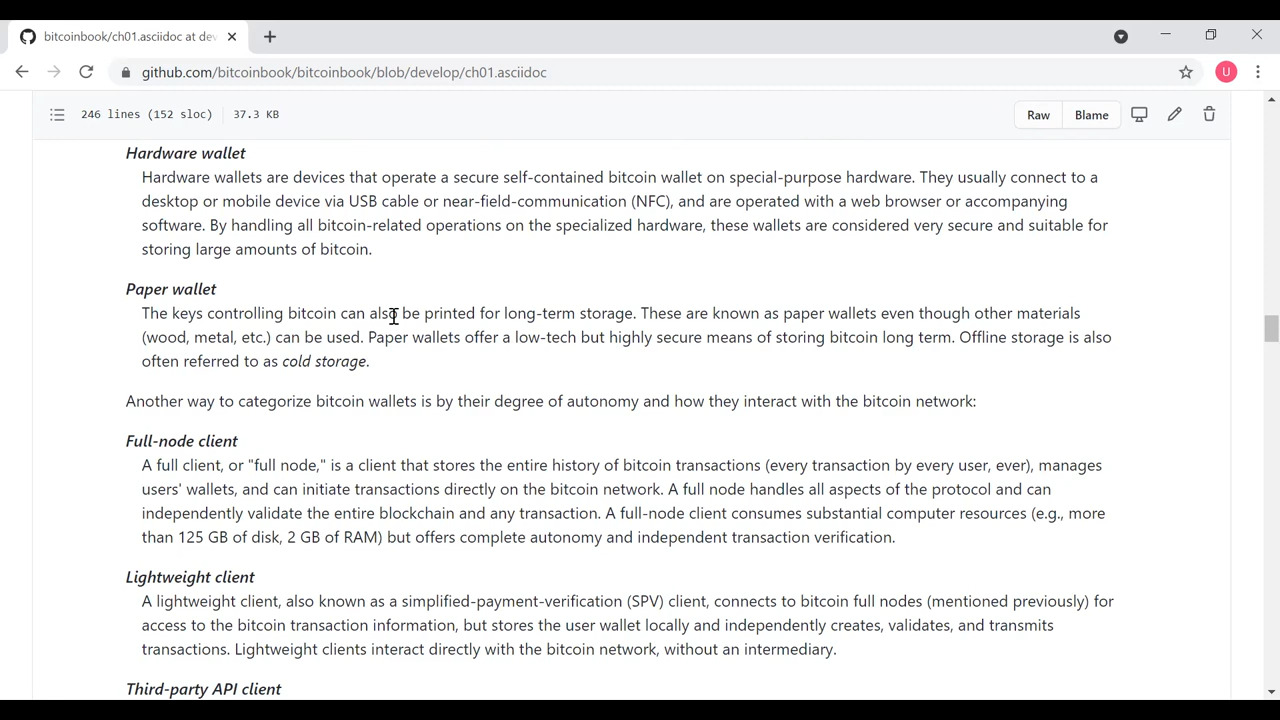 bitcoinbook/ch01.asciidoc at dev
github.com/bitcoinbook/bitcoinbook/blob/develop/ch01.asciidoc
U
246 lines (152 sloc) 37.3 KB
Raw Blame
Hardware wallet
Hardware wallets are devices that operate a secure self-contained bitcoin wallet on special-purpose hardware. They usually connect to a
desktop or mobile device via USB cable or near-field-communication (NFC), and are operated with a web browser or accompanying
software. By handling all bitcoin-related operations on the specialized hardware, these wallets are considered very secure and suitable for
storing large amounts of bitcoin.
Paper wallet
The keys controlling bitcoin can also be printed for long-term storage. These are known as paper wallets even though other materials
(wood, metal, etc.) can be used. Paper wallets offer a low-tech but highly secure means of storing bitcoin long term. Offline storage is also
often referred to as cold storage.
Another way to categorize bitcoin wallets is by their degree of autonomy and how they interact with the bitcoin network:
Full-node client
A full client, or "full node," is a client that stores the entire history of bitcoin transactions (every transaction by every user, ever), manages
users' wallets, and can initiate transactions directly on the bitcoin network. A full node handles all aspects of the protocol and can
independently validate the entire blockchain and any transaction. A full-node client consumes substantial computer resources (e.g., more
than 125 GB of disk, 2 GB of RAM) but offers complete autonomy and independent transaction verification.
Lightweight client
A lightweight client, also known as a simplified-payment-verification (SPV) client, connects to bitcoin full nodes (mentioned previously) for
access to the bitcoin transaction information, but stores the user wallet locally and independently creates, validates, and transmits
transactions. Lightweight clients interact directly with the bitcoin network, without an intermediary.
Third-party API client